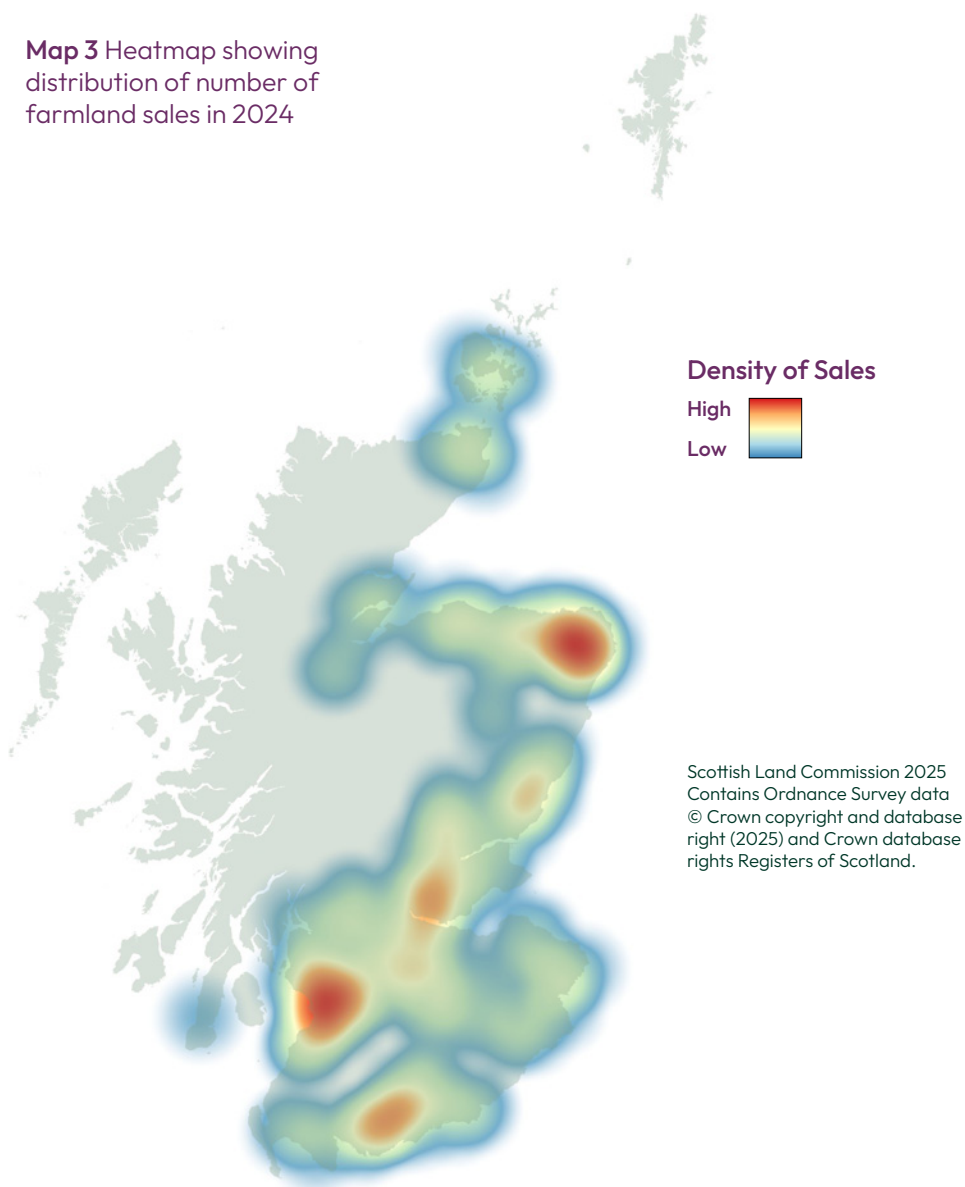 Map 3 Heatmap showing
distribution of number of
farmland sales in 2024
Density of Sales
High
Low
Scottish Land Commission 2025
Contains Ordnance Survey data
© Crown copyright and database
right (2025) and Crown database
rights Registers of Scotland.